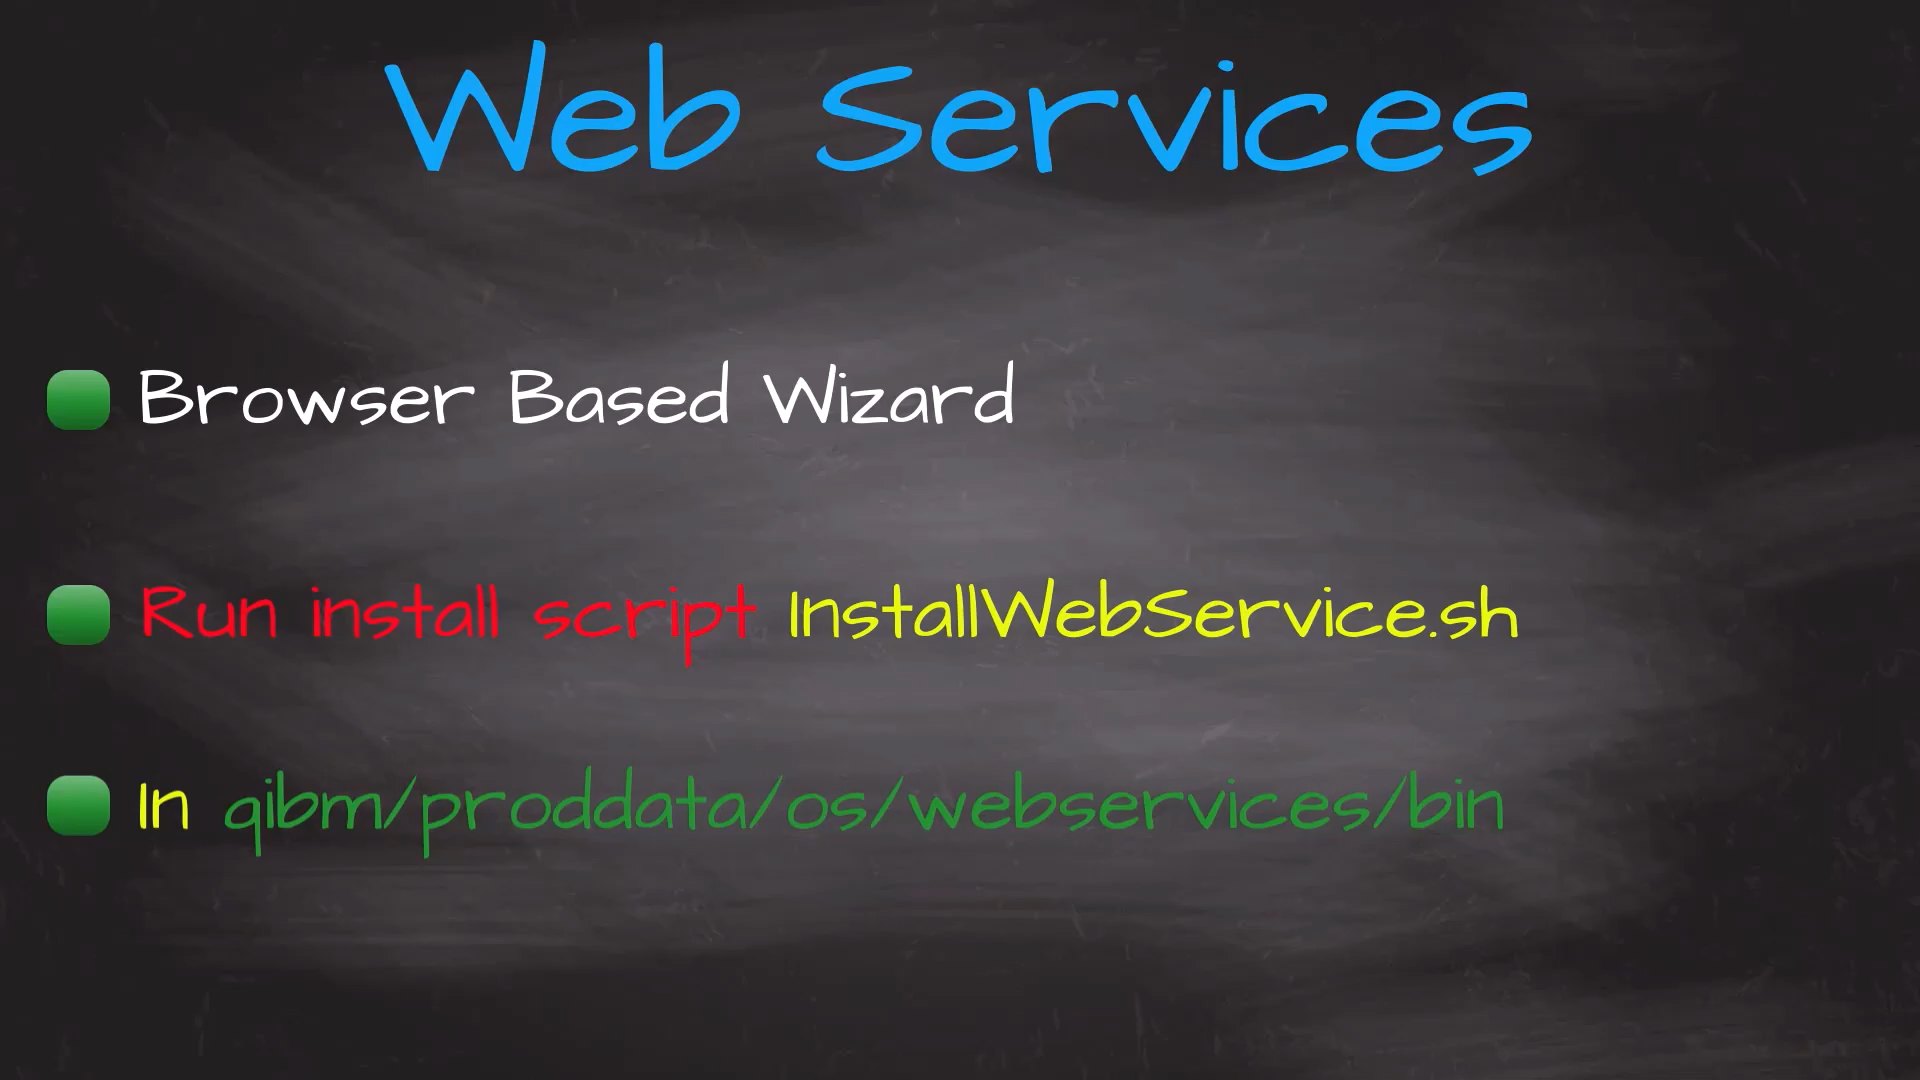 Web Services
Browser Based Wizard
Run install script InstallWebService.sh
In qibm/proddata/os/webservices/bin